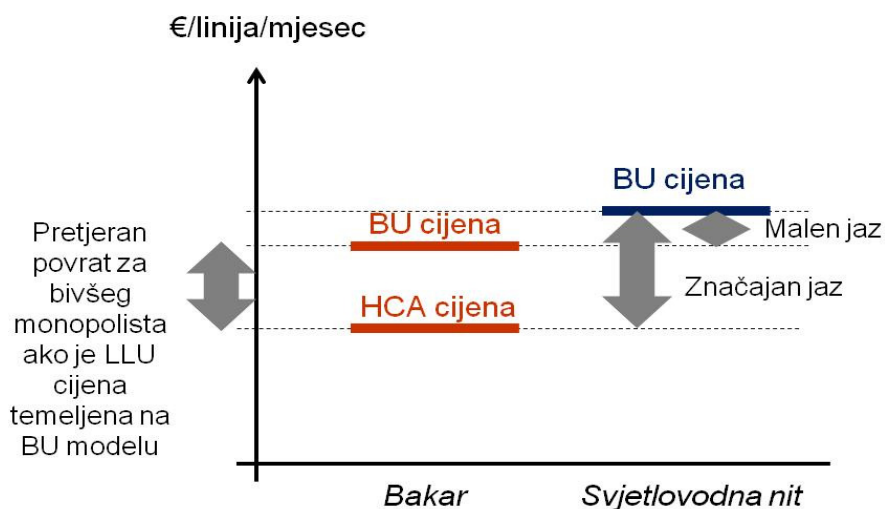 €/linija/mjesec
BU cijena
BU cijena
Malen jaz
Pretjeran
povrat za
bivšeg
monopolista
ako je LLU
cijena
temeljena na
BU modelu
Značajan jaz
HCA cijena
Bakar
Svjetlovodna nit